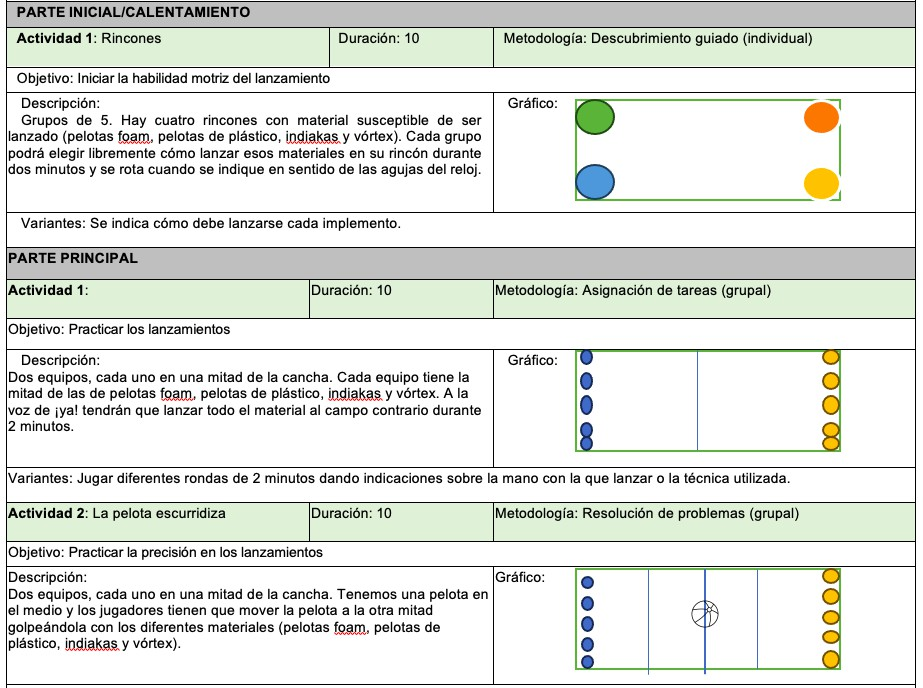 PARTE INICIAL/CALENTAMIENTO
Actividad 1: Rincones
Duración: 10
Metodología: Descubrimiento guiado (individual)
Objetivo: Iniciar la habilidad motriz del lanzamiento
Descripción:
Grupos de 5. Hay cuatro rincones con material susceptible de ser
lanzado (pelotas foam, pelotas de plástico, indiakas y vórtex). Cada grupo
podrá elegir libremente cómo lanzar esos materiales en su rincón durante
dos minutos y se rota cuando se indique en sentido de las agujas del reloj.
Gráfico:
Variantes: Se indica cómo debe lanzarse cada implemento.
PARTE PRINCIPAL
Actividad 1:
Duración: 10
Metodología: Asignación de tareas (grupal)
Objetivo: Practicar los lanzamientos
Descripción:
Dos equipos, cada uno en una mitad de la cancha. Cada equipo tiene la
mitad de las de pelotas foam, pelotas de plástico, indiakas y vórtex. A la
voz de ¡ya! tendrán que lanzar todo el material al campo contrario durante
2 minutos.
Gráfico:
Variantes: Jugar diferentes rondas de 2 minutos dando indicaciones sobre la mano con la que lanzar o la técnica utilizada.
Actividad 2: La pelota escurridiza
Duración: 10
Metodología: Resolución de problemas (grupal)
Objetivo: Practicar la precisión en los lanzamientos
Descripción:
Dos equipos, cada uno en una mitad de la cancha. Tenemos una pelota en
el medio y los jugadores tienen que mover la pelota a la otra mitad
golpeándola con los diferentes materiales (pelotas foam, pelotas de
plástico, indiakas y vórtex).
Gráfico: